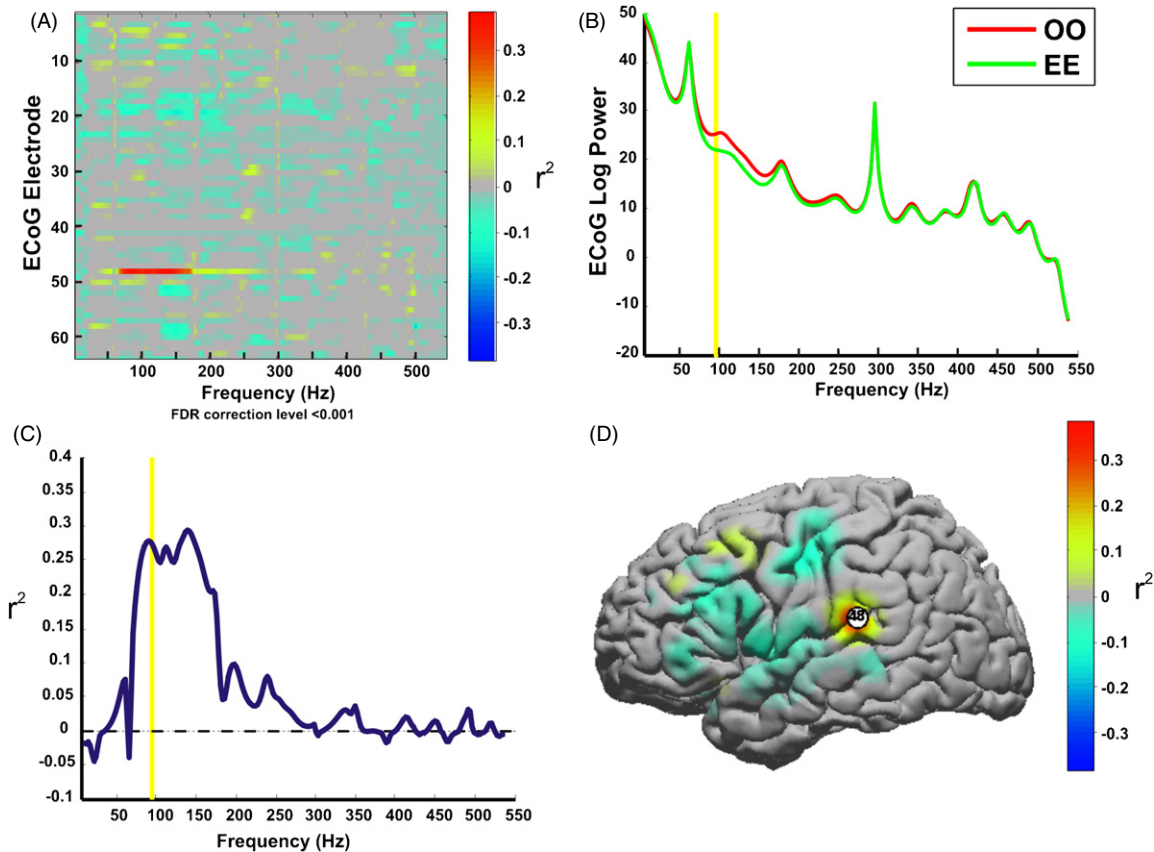 (A)
10
20
30
40
50
60
ECoG Electrode
100 200 300 400 500
Frequency (Hz)
FDR correction level <0.001
0.3
0.2
0.1
0
-0.1
-0.2
-0.3
r²
(B)
50
40
30
20
10
0
-10
-20
ECoG Log Power
50 100 150 200 250 300 350 400 450 500 550
Frequency (Hz)
OO
EE
(C)
0.4
0.35
0.3
0.25
0.2
0.15
0.1
0.05
0
-0.05
-0.1
r²
50 100 150 200 250 300 350 400 450 500 550
Frequency (Hz)
(D)
48
0.3
0.2
0.1
0
-0.1
-0.2
-0.3
r²